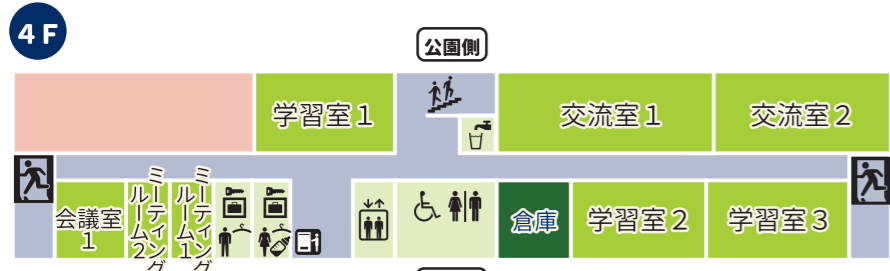 4F
公園側
学習室1
交流室1
交流室2
会議室
1
ミーティング
ルーム2
ミーティング
ルーム1
倉庫
学習室2
学習室3